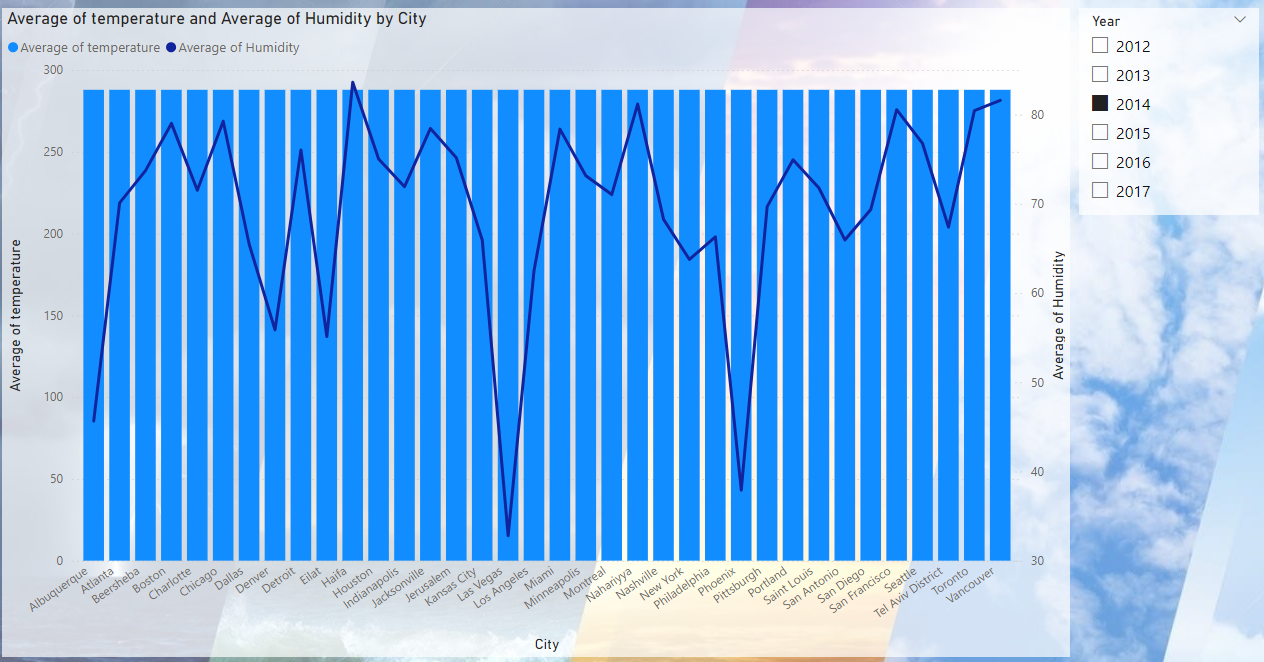 Average of temperature and Average of Humidity by City
Average of temperature Average of Humidity
300
250
200
150
100
50
0
Average of temperature
80
70
60
50
40
30
Average of Humidity
Albuquerque
Atlanta
Beersheba
Boston
Charlotte
Chicago
Dallas
Denver
Detroit
Eilat
Haifa
Houston
Indianapolis
Jacksonville
Jerusalem
Kansas City
Las Vegas
Los Angeles
Miami
Minneapolis
Montreal
Nahariyya
Nashville
New York
Philadelphia
Phoenix
Pittsburgh
Portland
Saint Louis
San Antonio
San Diego
San Francisco
Seattle
Tel Aviv District
Toronto
Vancouver
City
Year
2012
2013
2014
2015
2016
2017